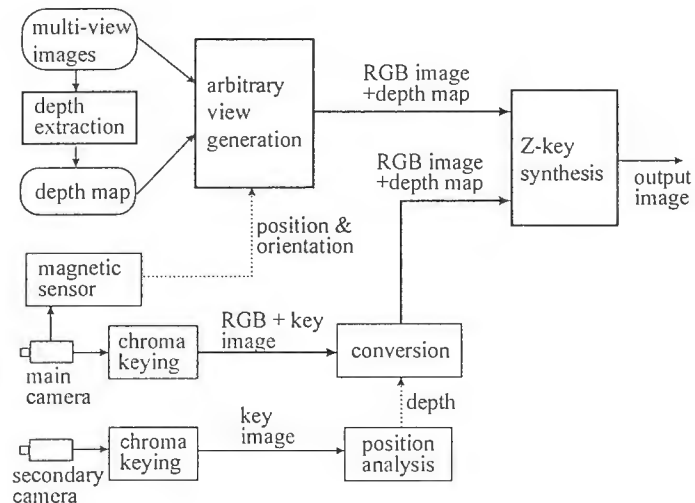 multi-view
images
depth
extraction
depth map
arbitrary
view
generation
RGB image
+depth map
RGB image
+depth map
Z-key
synthesis
output
image
position &
orientation
magnetic
sensor
main
camera
chroma
keying
RGB + key
image
conversion
depth
secondary
camera
chroma
keying
key
image
position
analysis